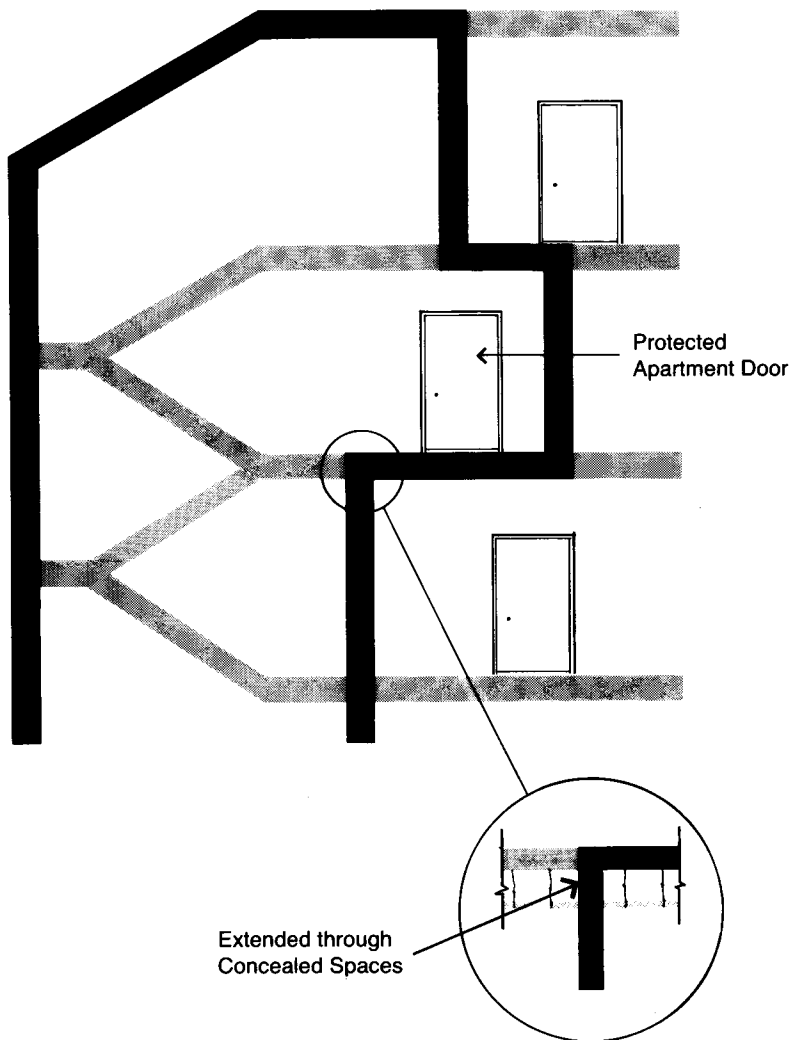 Protected
Apartment Door
Extended through
Concealed Spaces